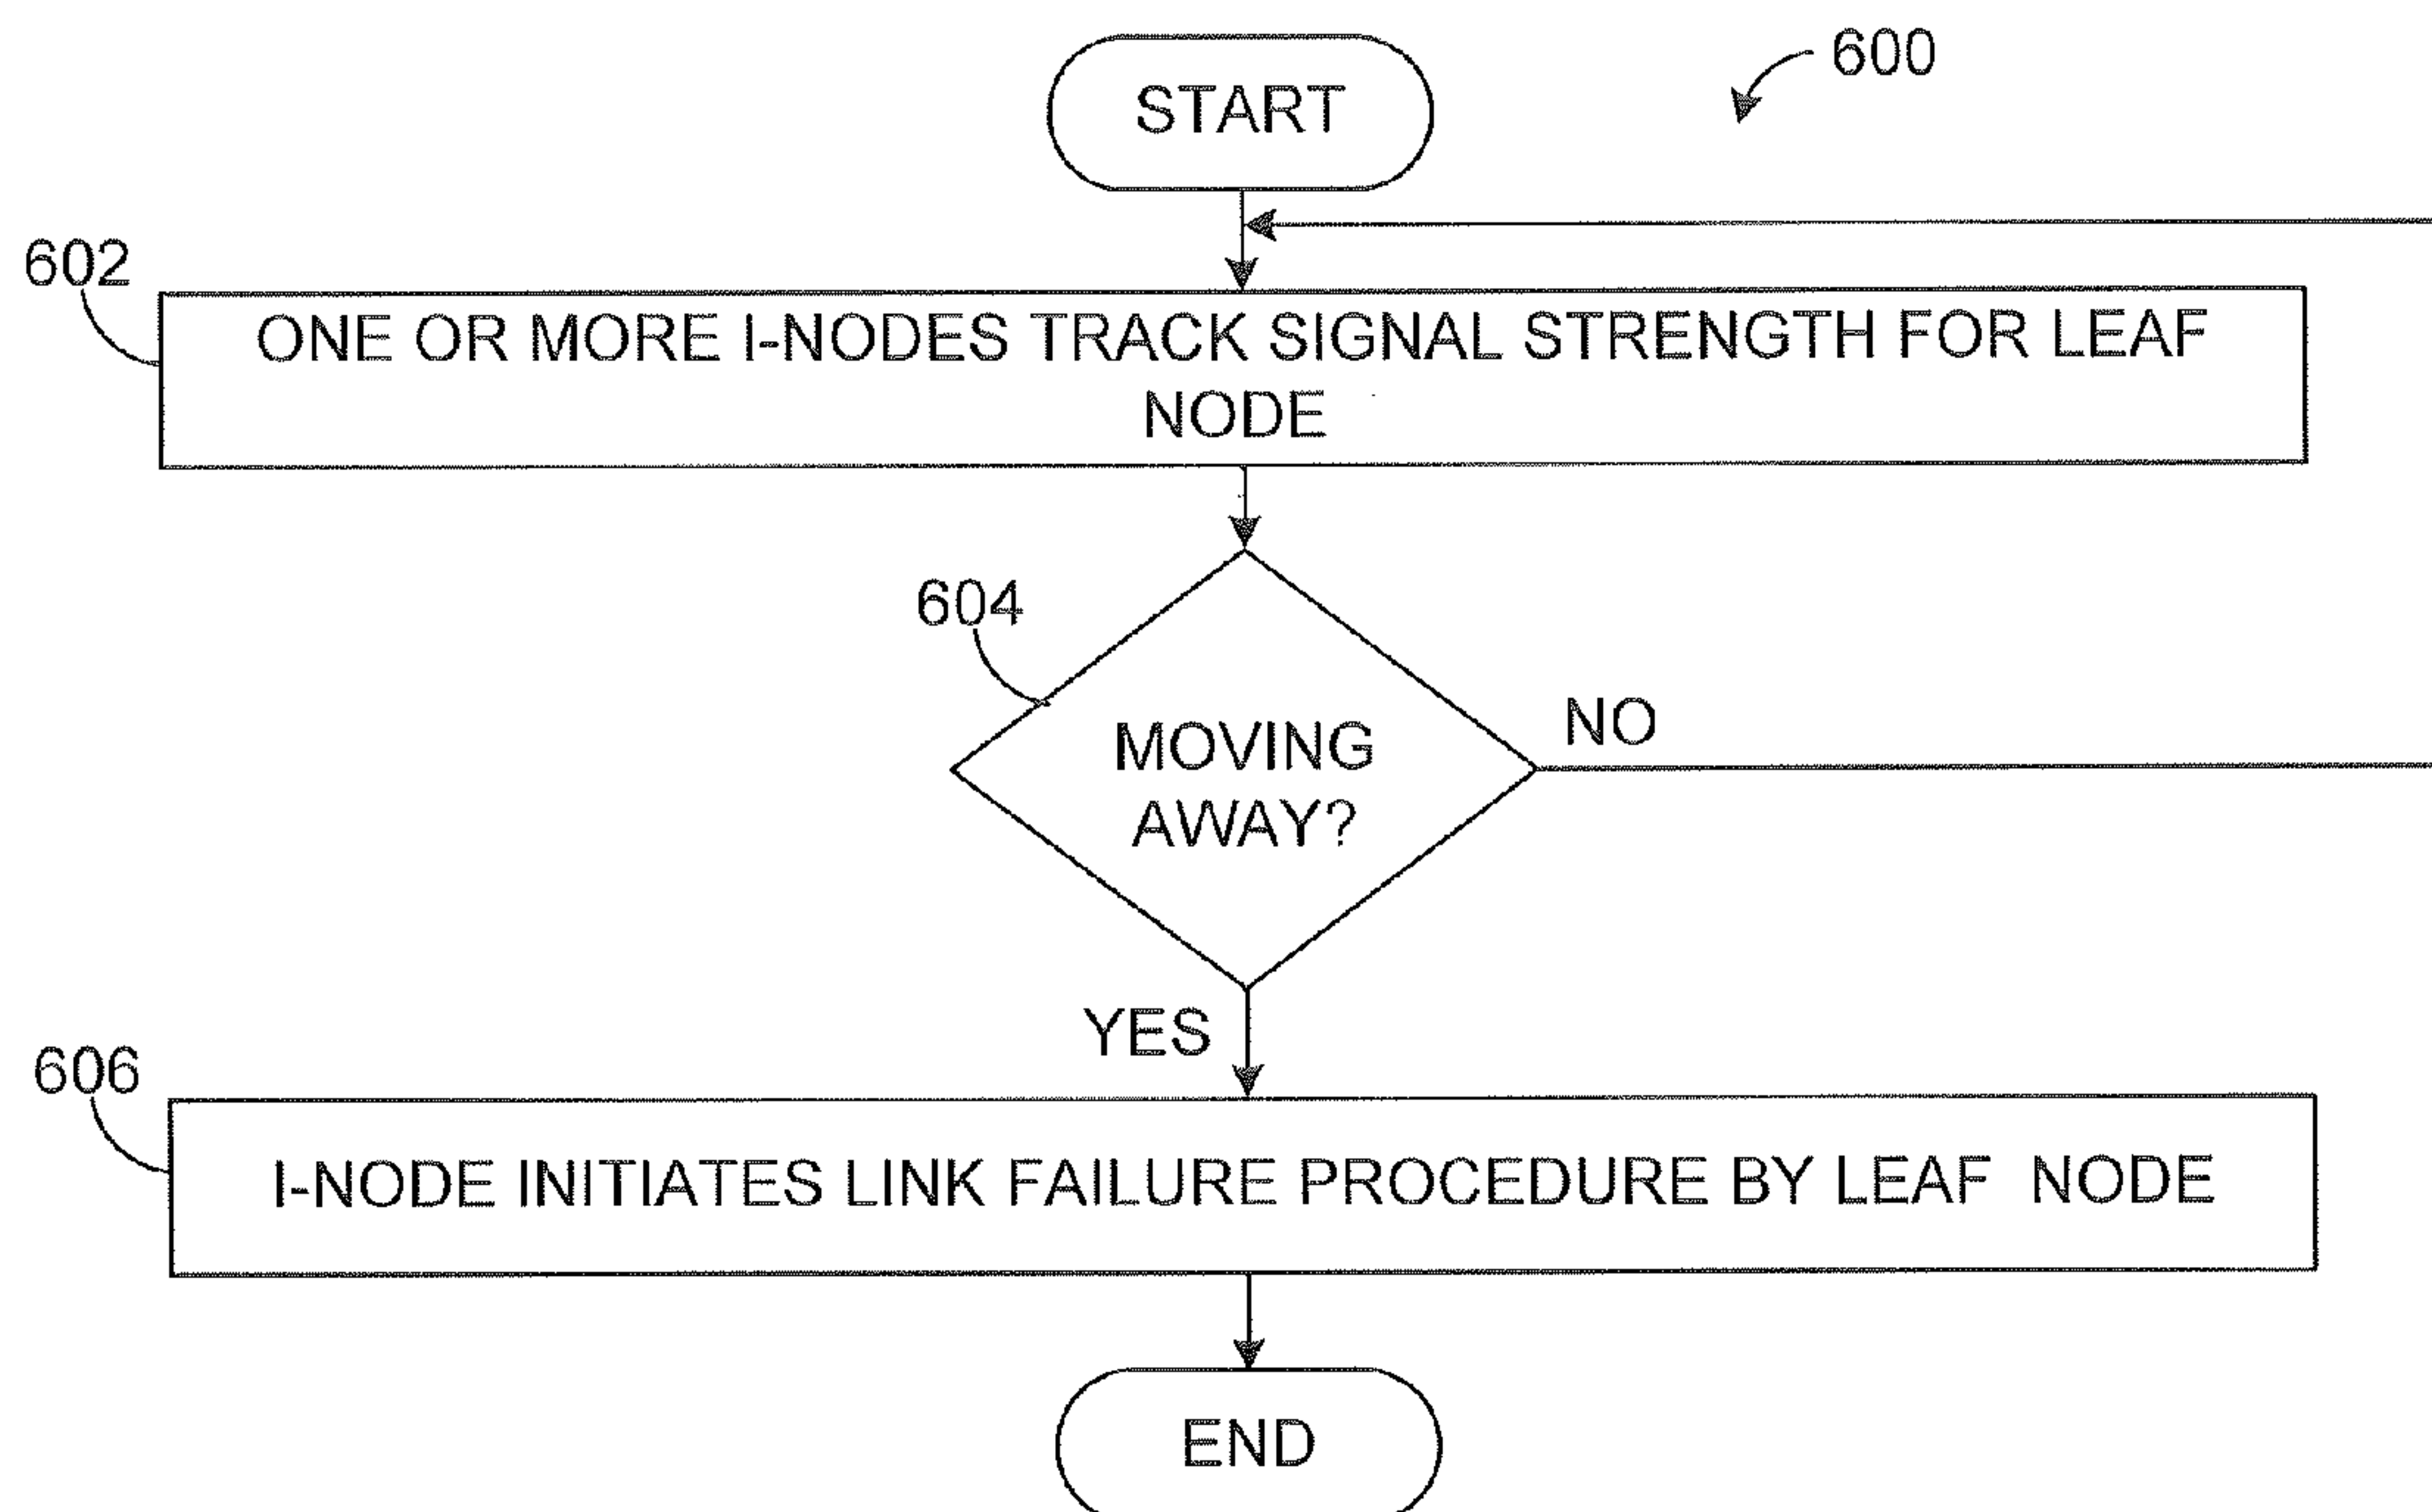 START
600
602
ONE OR MORE I-NODES TRACK SIGNAL STRENGTH FOR LEAF
NODE
604
MOVING
AWAY?
NO
YES
606
I-NODE INITIATES LINK FAILURE PROCEDURE BY LEAF NODE
END